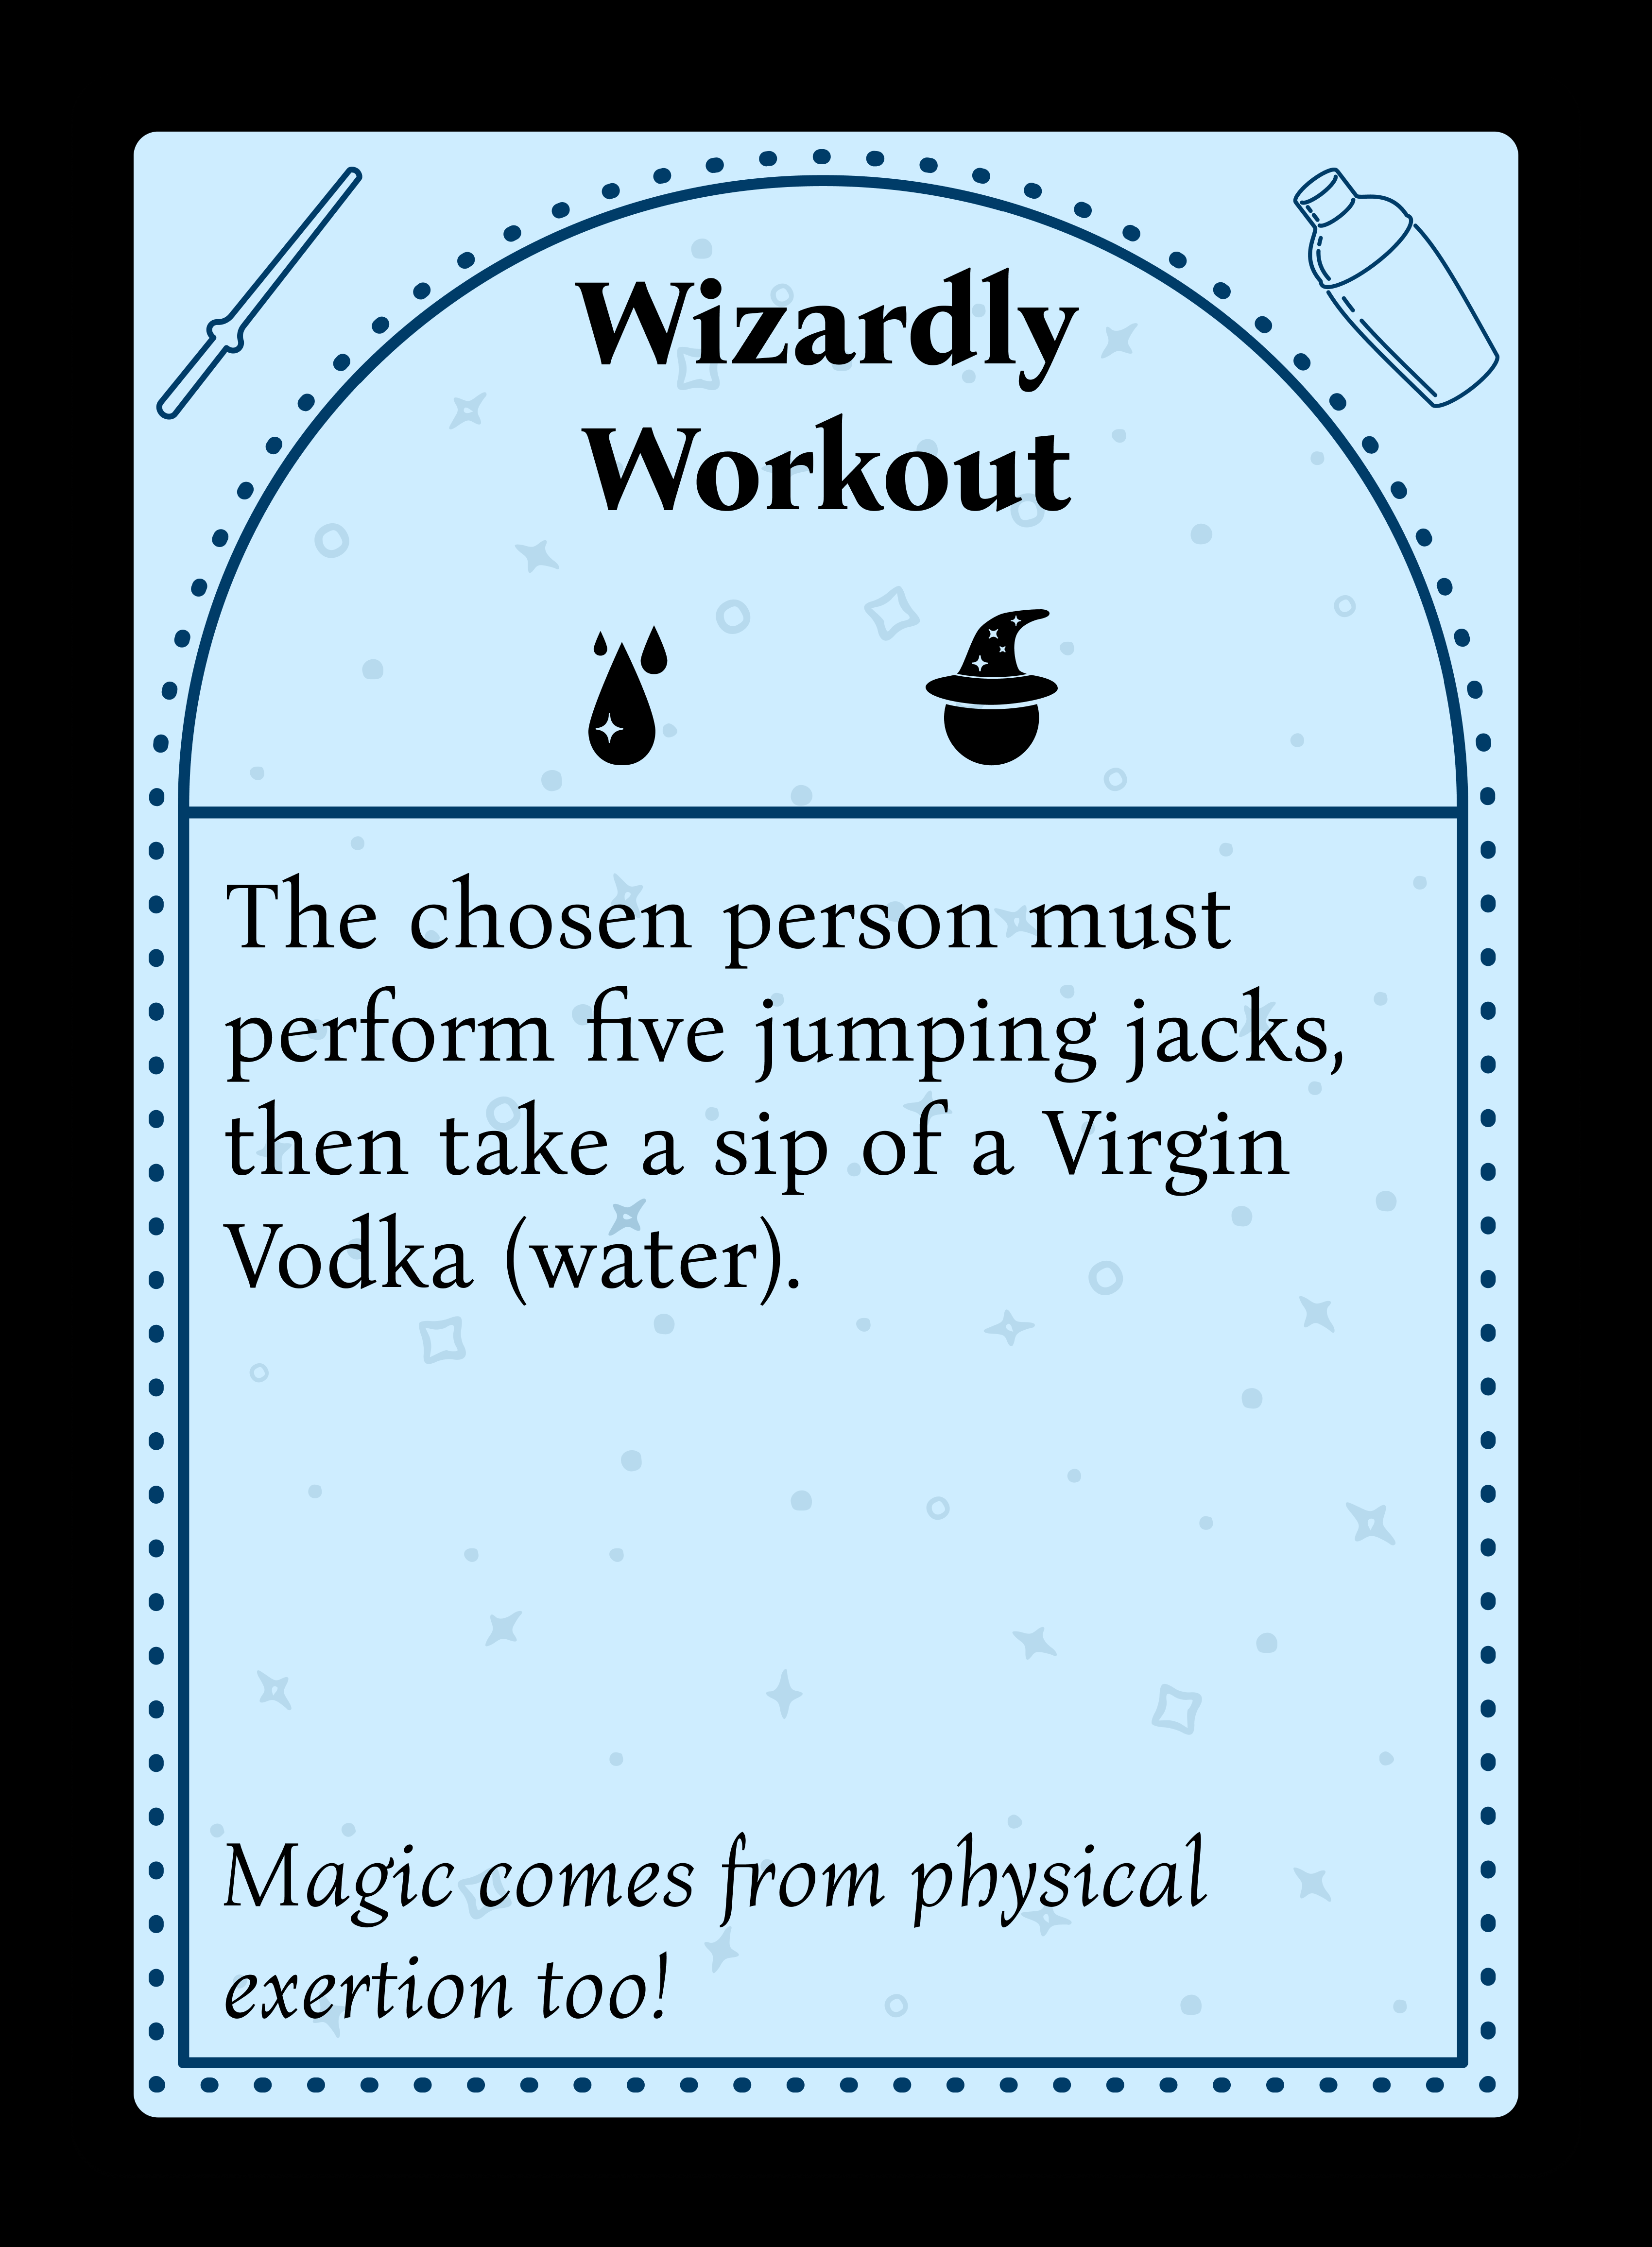 Wizardly
Workout
The chosen person must
perform five jumping jacks,
then take a sip of a Virgin
Vodka (water).
Magic comes from physical
exertion too!